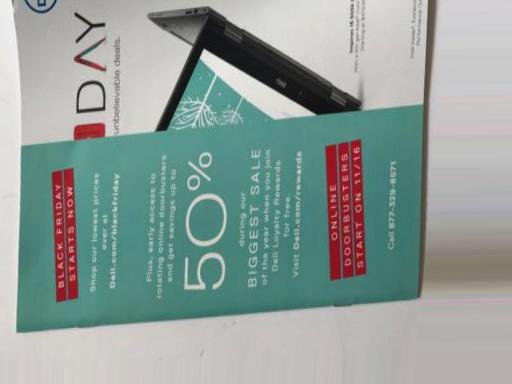 DAY
unbelievable deals.
BLACK FRIDAY
STARTS NOW
Shop our lowest prices
ever at
Dell.com/blackfriday
Plus, early access to
rotating online doorbusters
and get savings up to
50%
during our
BIGGEST SALE
of the year when you join
Dell Loyalty Rewards
for free.
Visit Dell.com/rewards
ONLINE
DOORBUSTERS
START ON 11/16
Call 877-329-8571